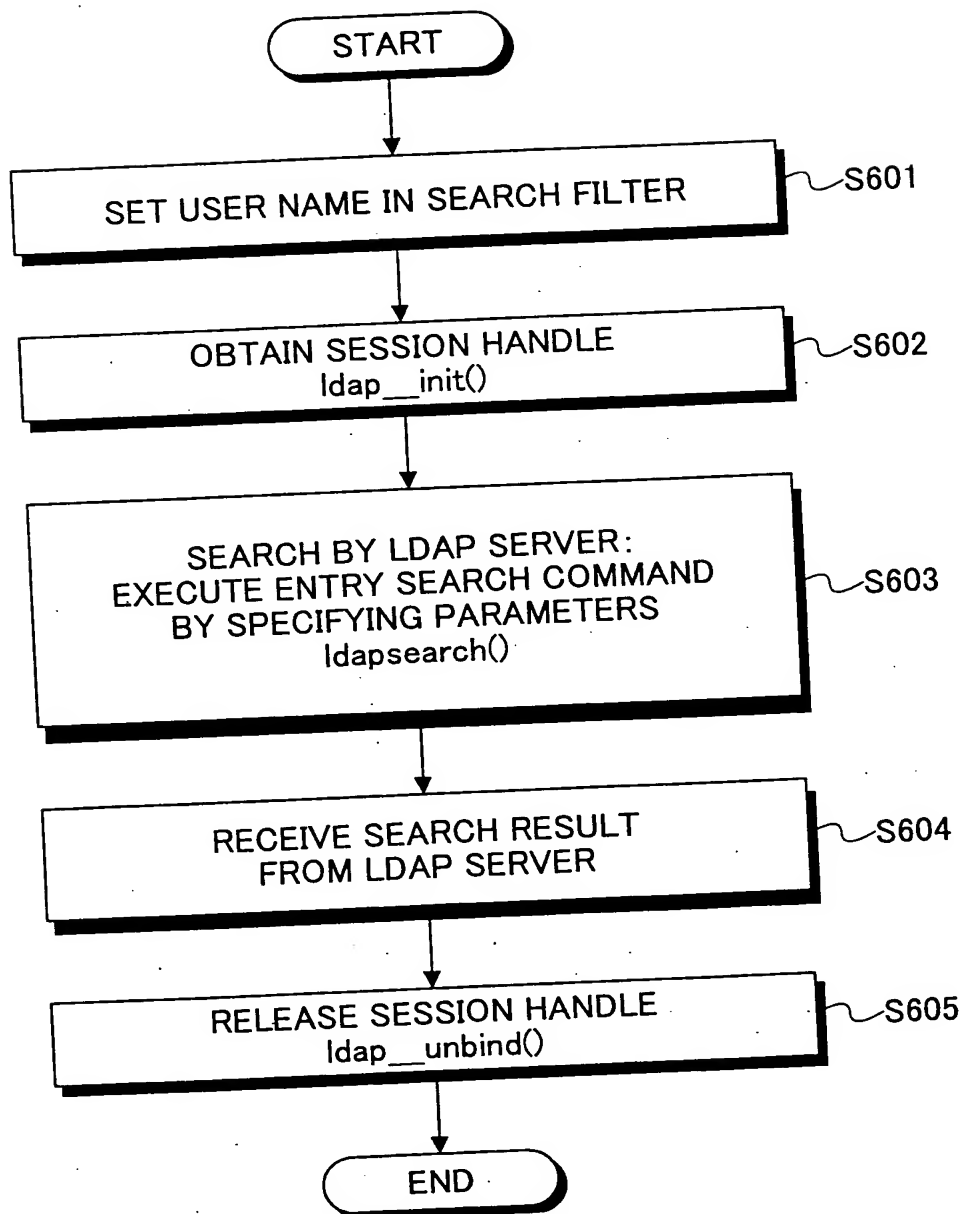 START
SET USER NAME IN SEARCH FILTER
S601
OBTAIN SESSION HANDLE
ldap__init()
S602
SEARCH BY LDAP SERVER:
EXECUTE ENTRY SEARCH COMMAND
BY SPECIFYING PARAMETERS
ldapsearch()
S603
RECEIVE SEARCH RESULT
FROM LDAP SERVER
S604
RELEASE SESSION HANDLE
ldap__unbind()
S605
END